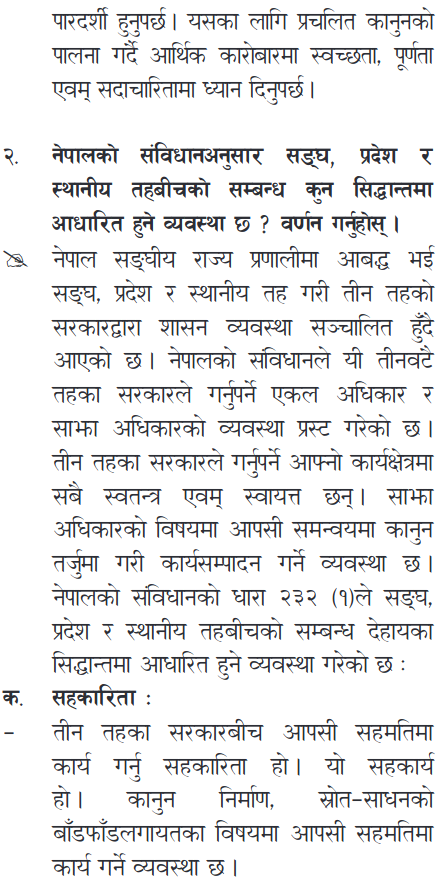 पारदर्शी हुनुपर्छ। यसका लागि प्रचलित कानुनको
पालना गर्दै आर्थिक कारोबारमा स्वच्छता, पूर्णता
एवम् सदाचारितामा ध्यान दिनुपर्छ।
२. नेपालको संविधानअनुसार सङ्घ, प्रदेश र
स्थानीय तहबीचको सम्बन्ध कुन सिद्धान्तमा
आधारित हुने व्यवस्था छ ? वर्णन गर्नुहोस्।
नेपाल सङ्घीय राज्य प्रणालीमा आबद्ध भई
सङ्घ, प्रदेश र स्थानीय तह गरी तीन तहको
सरकारद्वारा शासन व्यवस्था सञ्चालित हुँदै
आएको छ। नेपालको संविधानले यी तीनवटै
तहका सरकारले गर्नुपर्ने एकल अधिकार र
साझा अधिकारको व्यवस्था प्रस्ट गरेको छ।
तीन तहका सरकारले गर्नुपर्ने आफ्नो कार्यक्षेत्रमा
सबै स्वतन्त्र एवम् स्वायत्त छन्। साझा
अधिकारको विषयमा आपसी समन्वयमा कानुन
तर्जुमा गरी कार्यसम्पादन गर्ने व्यवस्था छ।
नेपालको संविधानको धारा २३२ (१)ले सङ्घ,
प्रदेश र स्थानीय तहबीचको सम्बन्ध देहायका
सिद्धान्तमा आधारित हुने व्यवस्था गरेको छ :
क. सहकारिता :
– तीन तहका सरकारबीच आपसी सहमतिमा
कार्य गर्नु सहकारिता हो। यो सहकार्य
हो। कानुन निर्माण, स्रोत-साधनको
बाँडफाँडलगायतका विषयमा आपसी सहमतिमा
कार्य गर्ने व्यवस्था छ।